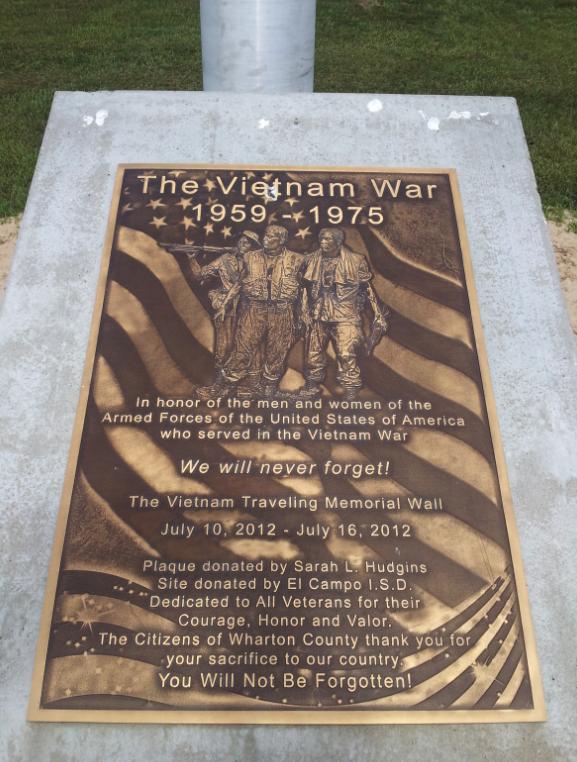 The Vietnam War
1959 - 1975
In honor of the men and women of the
Armed Forces of the United States of America
who served in the Vietnam War
We will never forget!
The Vietnam Traveling Memorial Wall
July 10, 2012 - July 16, 2012
Plaque donated by Sarah L. Hudgins
Site donated by El Campo I.S.D.
Dedicated to All Veterans for their
Courage, Honor and Valor.
The Citizens of Wharton County thank you for
your sacrifice to our country.
You Will Not Be Forgotten!